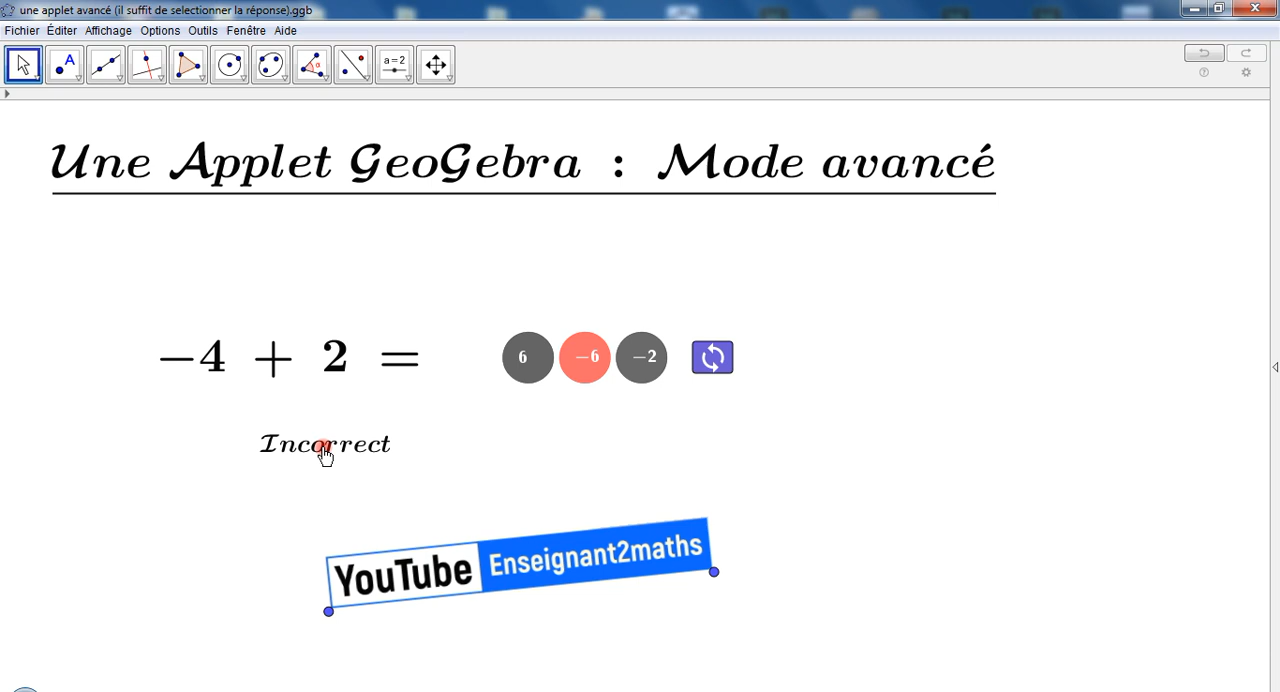 une applet avancé (il suffit de selectionner la réponse).ggb
Fichier Éditer Affichage Options Outils Fenêtre Aide
A α a=2
Une Applet GeoGebra : Mode avancé
−4 + 2 = 6 −6 −2
Incorrect
YouTube Enseignant2maths